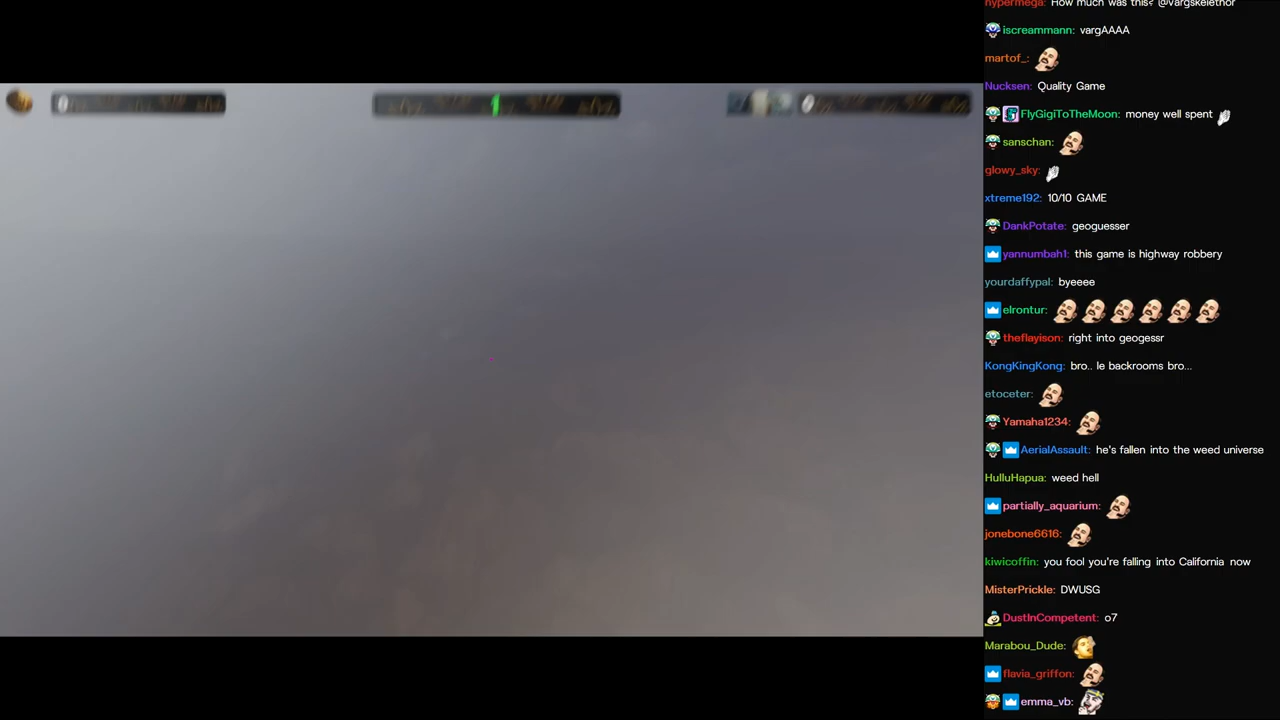 hypermega: How much was this? @vargskelethor
iscreammann: vargAAAA
martof_:
Nucksen: Quality Game
FlyGigiToTheMoon: money well spent
sanschan:
glowy_sky:
xtreme192: 10/10 GAME
DankPotate: geoguesser
yannumbah1: this game is highway robbery
yourdaffypal: byeeee
elrontur:
theflayison: right into geogessr
KongKingKong: bro.. le backrooms bro...
etoceter:
Yamaha1234:
AerialAssault: he's fallen into the weed universe
HulluHapua: weed hell
partially_aquarium:
jonebone6616:
kiwicoffin: you fool you're falling into California now
MisterPrickle: DWUSG
DustInCompetent: o7
Marabou_Dude:
flavia_griffon:
emma_vb:
0
1
0